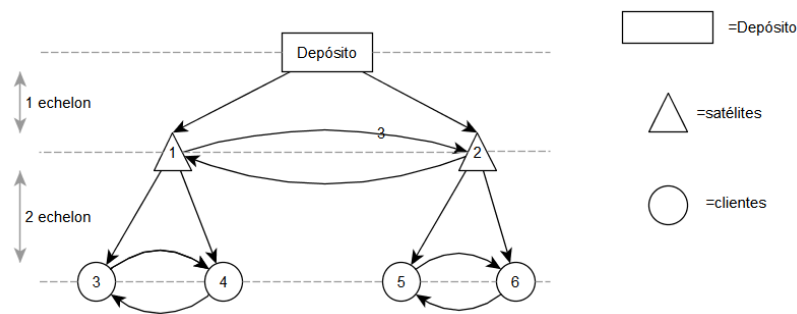 Depósito
=Depósito
1 echelon
3
1
2
=satélites
2 echelon
=clientes
3
4
5
6